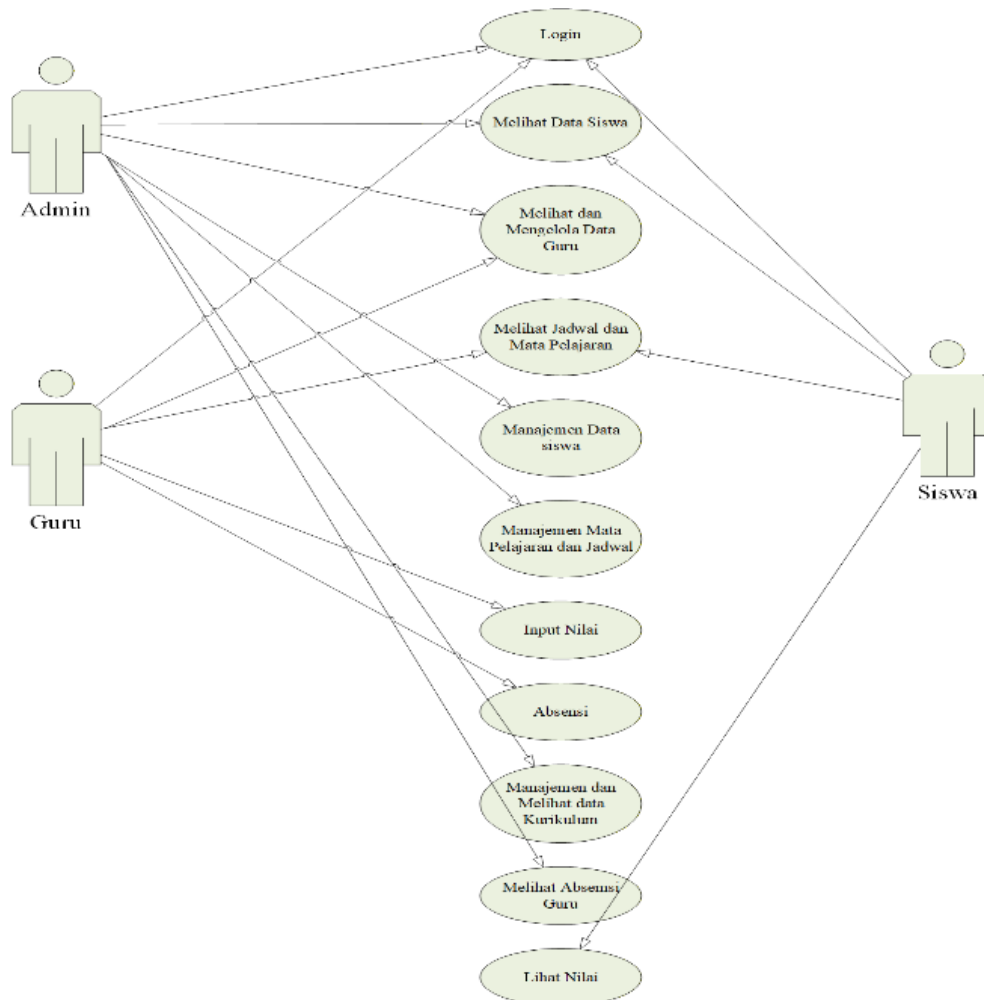 Login
Melihat Data Siswa
Admin
Melihat dan
Mengelola Data
Guru
Melihat Jadwal dan
Mata Pelajaran
Manajemen Data
siswa
Siswa
Guru
Manajemen Mata
Pelajaran dan Jadwal
Input Nilai
Absensi
Manajemen dan
Melihat data
Kurikulum
Melihat Absemsi
Guru
Lihat Nilai